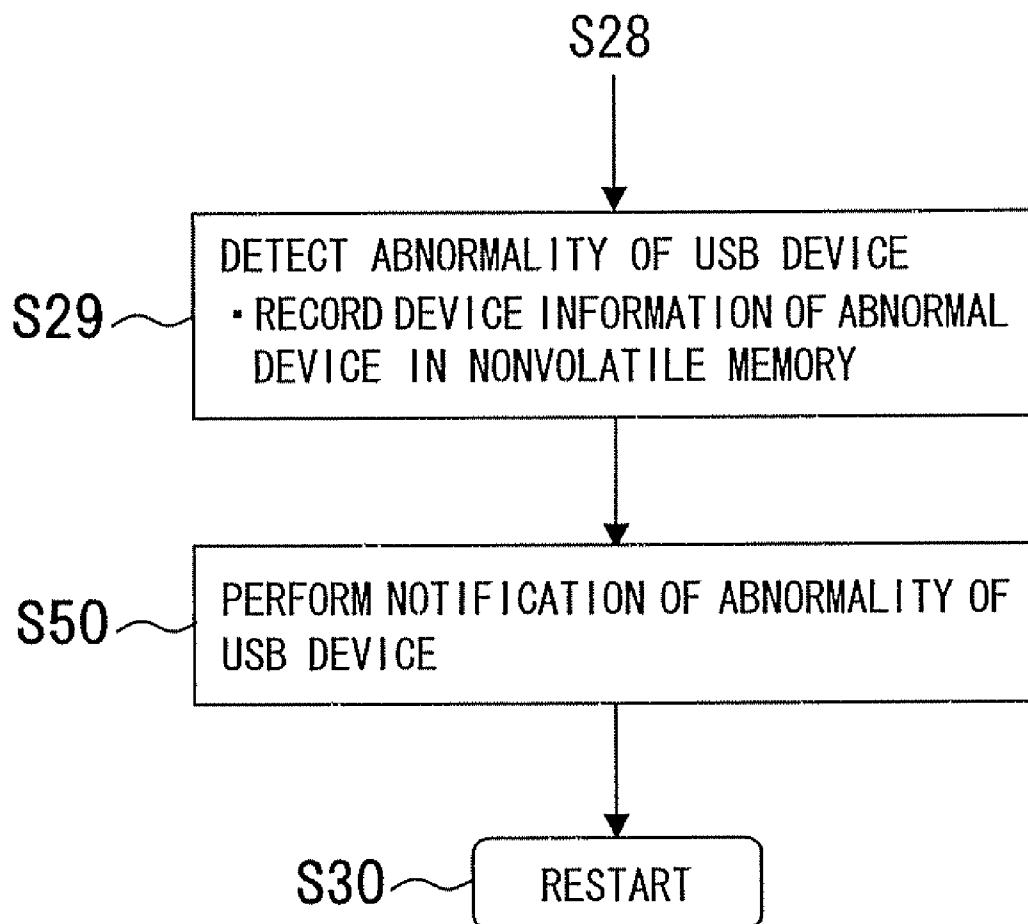 S28
DETECT ABNORMALITY OF USB DEVICE
S29
・RECORD DEVICE INFORMATION OF ABNORMAL
DEVICE IN NONVOLATILE MEMORY
PERFORM NOTIFICATION OF ABNORMALITY OF
S50
USB DEVICE
S30
RESTART